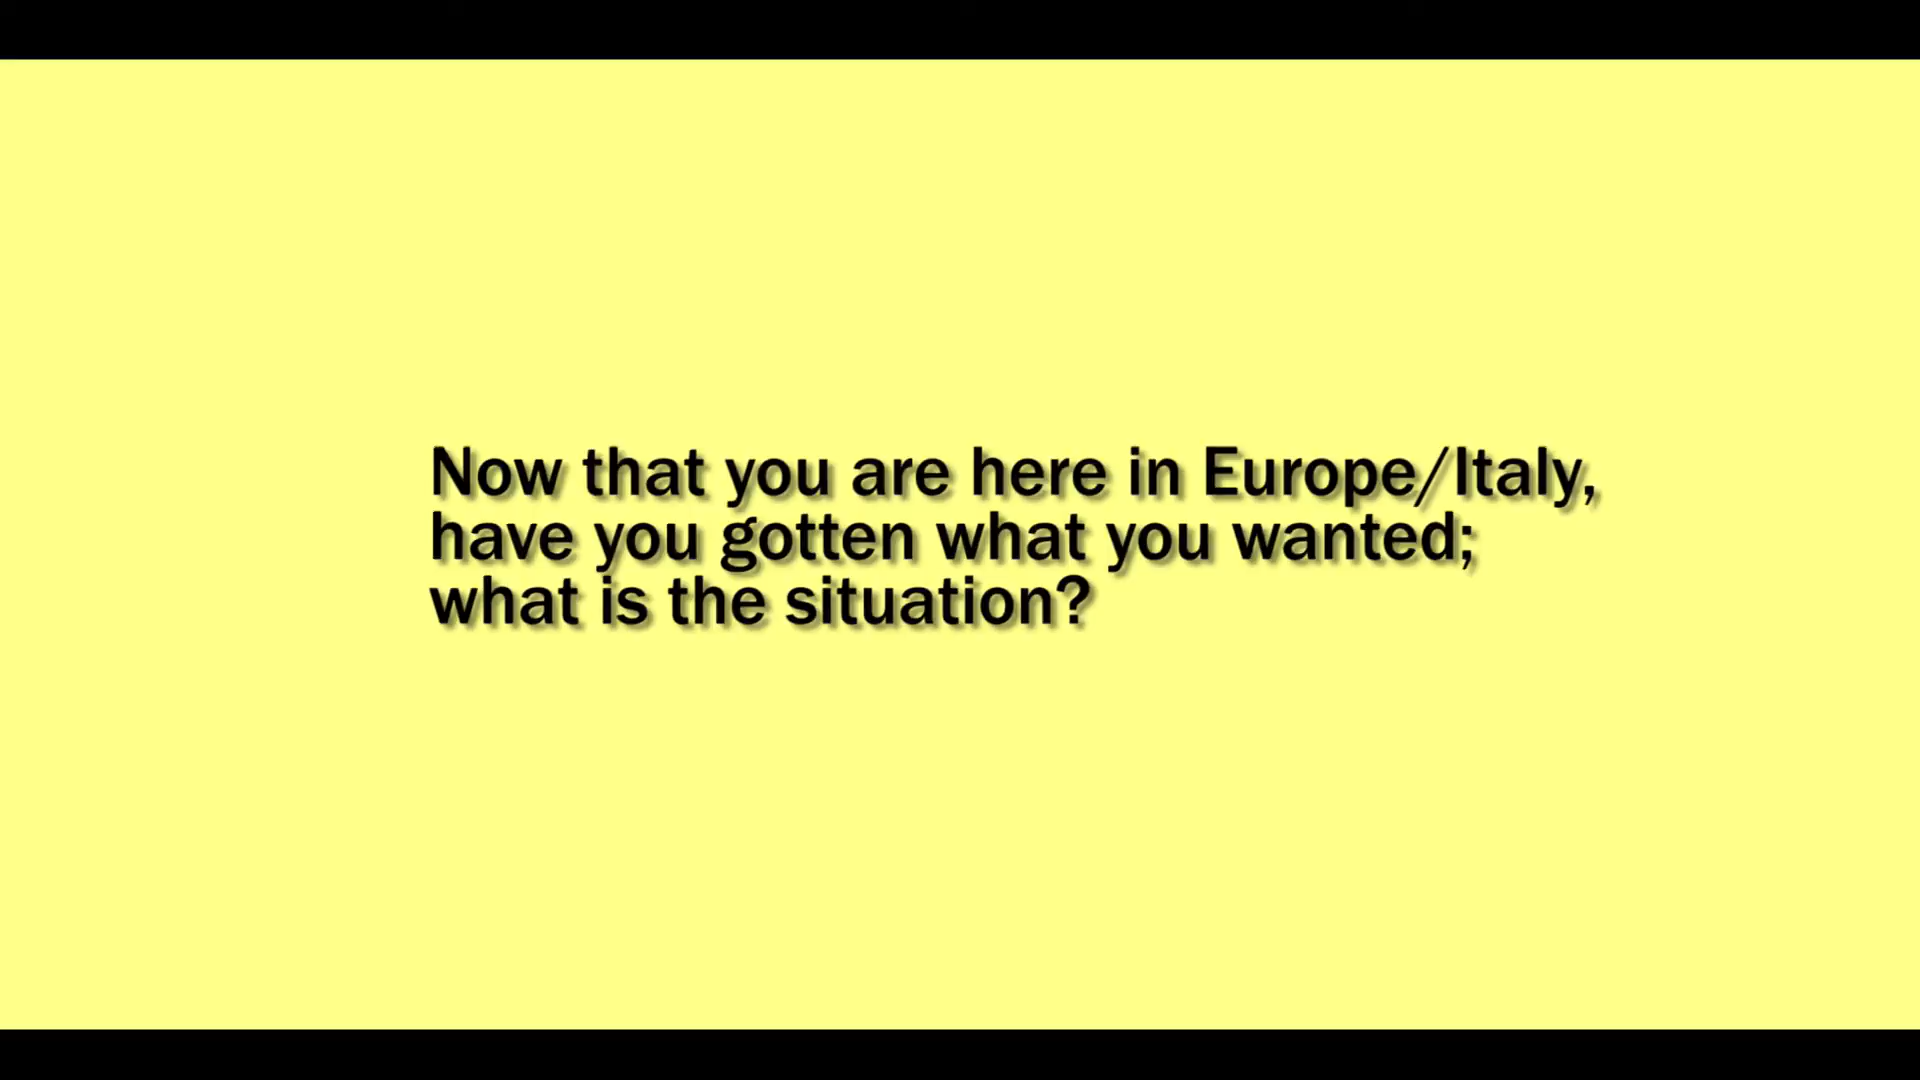 Now that you are here in Europe/Italy,
have you gotten what you wanted;
what is the situation?